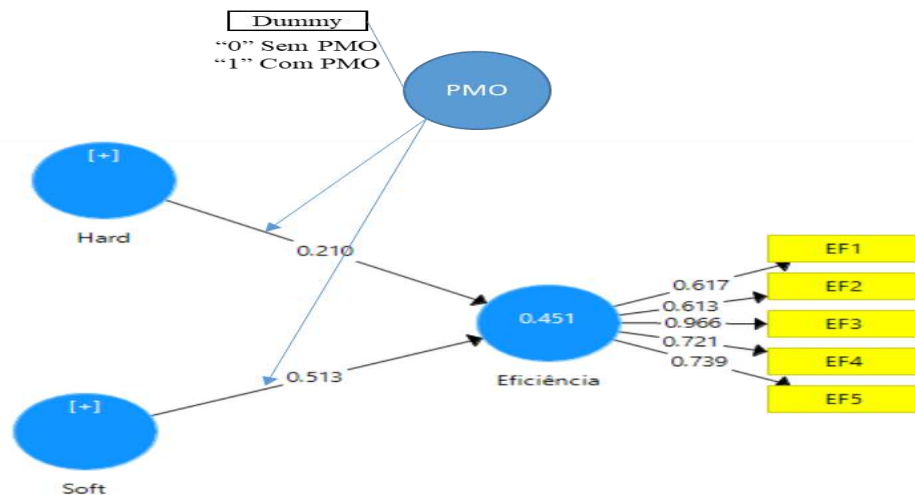 Dummy
“0” Sem PMO
“1” Com PMO
PMO
[+]
Hard
0.210
EF1
0.617
EF2
0.613
0.451
0.966
EF3
0.721
EF4
0.739
EF5
Eficiência
0.513
[+]
Soft